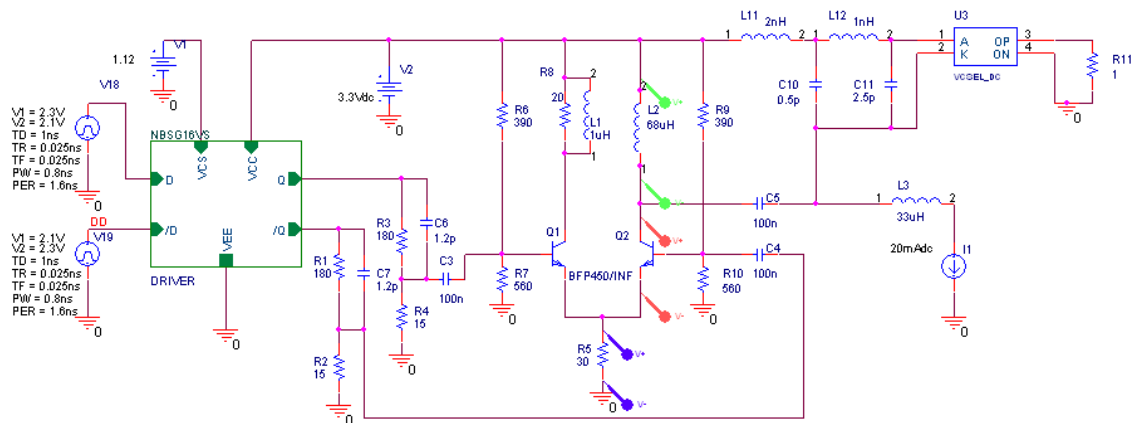 V1
1.12
0
V18
V1 = 2.3V
V2 = 2.1V
TD = 1ns
TR = 0.025ns
TF = 0.025ns
PW = 0.8ns
PER = 1.6ns
0
DD
V19
V1 = 2.1V
V2 = 2.3V
TD = 1ns
TR = 0.025ns
TF = 0.025ns
PW = 0.8ns
PER = 1.6ns
0
NBSG16VS
VCS
VCC
D
/D
Q
/Q
VEE
DRIVER
0
V2
3.3Vdc
0
R1
180
C7
1.2p
R2
15
0
R3
180
C6
1.2p
C3
100n
R4
15
0
R6
390
R7
560
0
R8
20
2
L1
1uH
1
2
L2
68uH
1
V+
V-
V+
V-
V+
V-
R9
390
Q1
Q2
BFP450/INF
R5
30
0
R10
560
0
C5
100n
C4
100n
L11
2nH
1
2
L12
1nH
1
2
C10
0.5p
C11
2.5p
U3
1
2
A
K
OP
ON
3
4
VCSEL_DC
R11
1
0
L3
1
2
33uH
20mAdc
I1
0